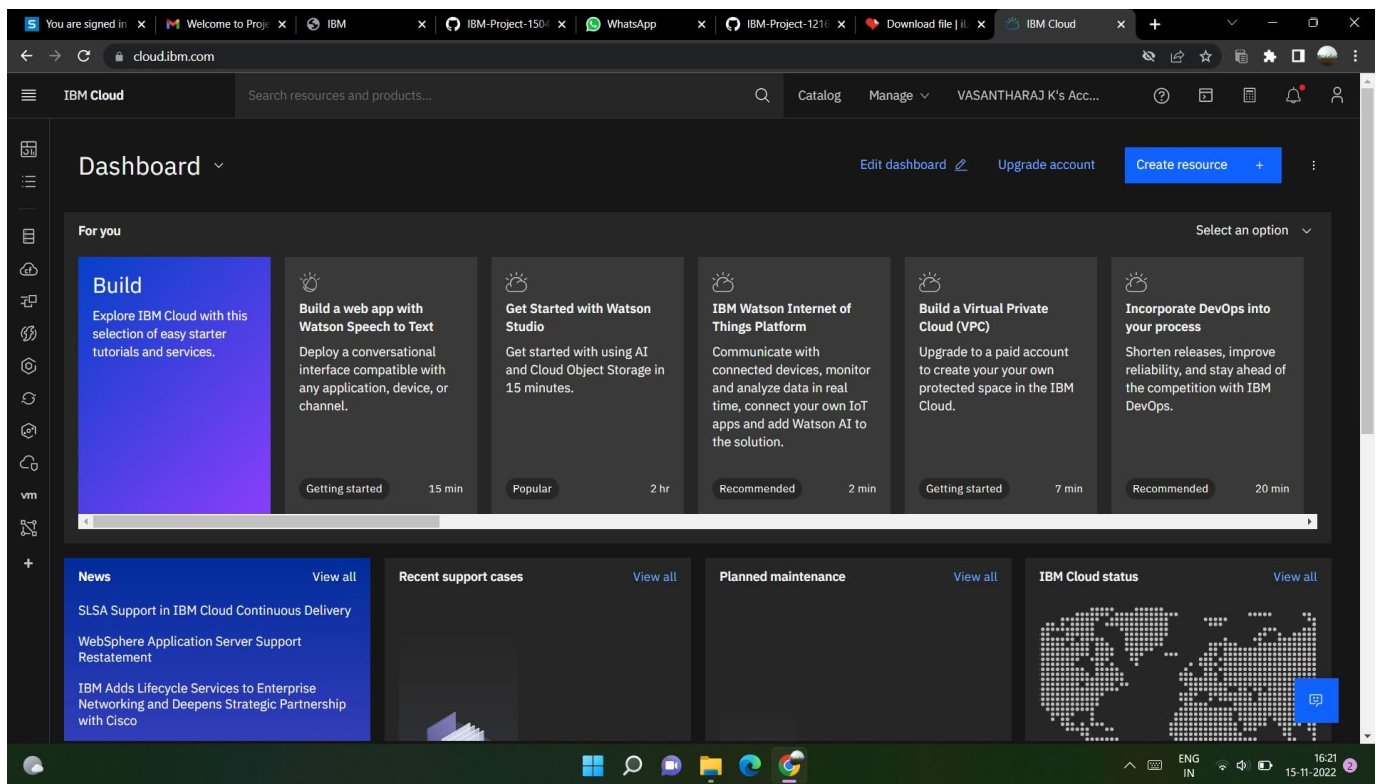 You are signed in
Welcome to Proje
IBM
IBM-Project-1504
WhatsApp
IBM-Project-1216
Download file | iL
IBM Cloud
cloud.ibm.com
IBM Cloud
Search resources and products...
Catalog
Manage
VASANTHARAJ K's Acc...
Dashboard
Edit dashboard
Upgrade account
Create resource +
For you
Select an option
Build
Explore IBM Cloud with this
selection of easy starter
tutorials and services.
Build a web app with
Watson Speech to Text
Deploy a conversational
interface compatible with
any application, device, or
channel.
Getting started 15 min
Get Started with Watson
Studio
Get started with using AI
and Cloud Object Storage in
15 minutes.
Popular 2 hr
IBM Watson Internet of
Things Platform
Communicate with
connected devices, monitor
and analyze data in real
time, connect your own IoT
apps and add Watson AI to
the solution.
Recommended 2 min
Build a Virtual Private
Cloud (VPC)
Upgrade to a paid account
to create your your own
protected space in the IBM
Cloud.
Getting started 7 min
Incorporate DevOps into
your process
Shorten releases, improve
reliability, and stay ahead of
the competition with IBM
DevOps.
Recommended 20 min
vm
News View all
SLSA Support in IBM Cloud Continuous Delivery
WebSphere Application Server Support
Restatement
IBM Adds Lifecycle Services to Enterprise
Networking and Deepens Strategic Partnership
with Cisco
Recent support cases View all
Planned maintenance View all
IBM Cloud status View all
ENG
IN
16:21
15-11-2022
2